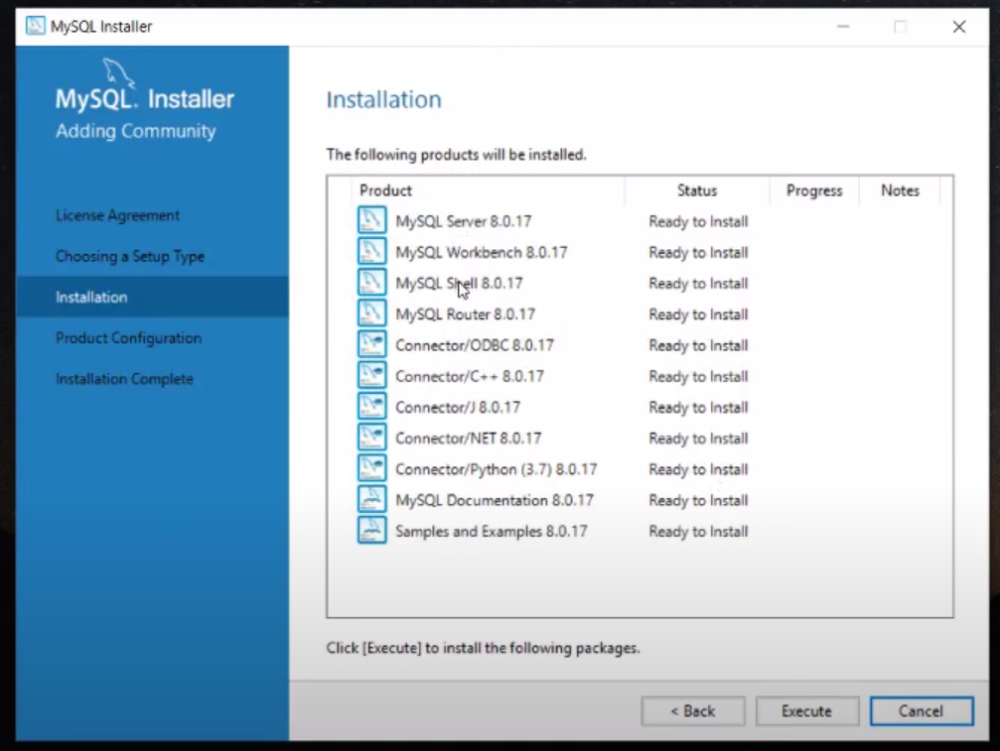 MySQL Installer
MySQL. Installer
Adding Community
License Agreement
Choosing a Setup Type
Installation
Product Configuration
Installation Complete
Installation
The following products will be installed.
Product Status Progress Notes
MySQL Server 8.0.17 Ready to Install
MySQL Workbench 8.0.17 Ready to Install
MySQL Shell 8.0.17 Ready to Install
MySQL Router 8.0.17 Ready to Install
Connector/ODBC 8.0.17 Ready to Install
Connector/C++ 8.0.17 Ready to Install
Connector/J 8.0.17 Ready to Install
Connector/NET 8.0.17 Ready to Install
Connector/Python (3.7) 8.0.17 Ready to Install
MySQL Documentation 8.0.17 Ready to Install
Samples and Examples 8.0.17 Ready to Install
Click [Execute] to install the following packages.
< Back Execute Cancel